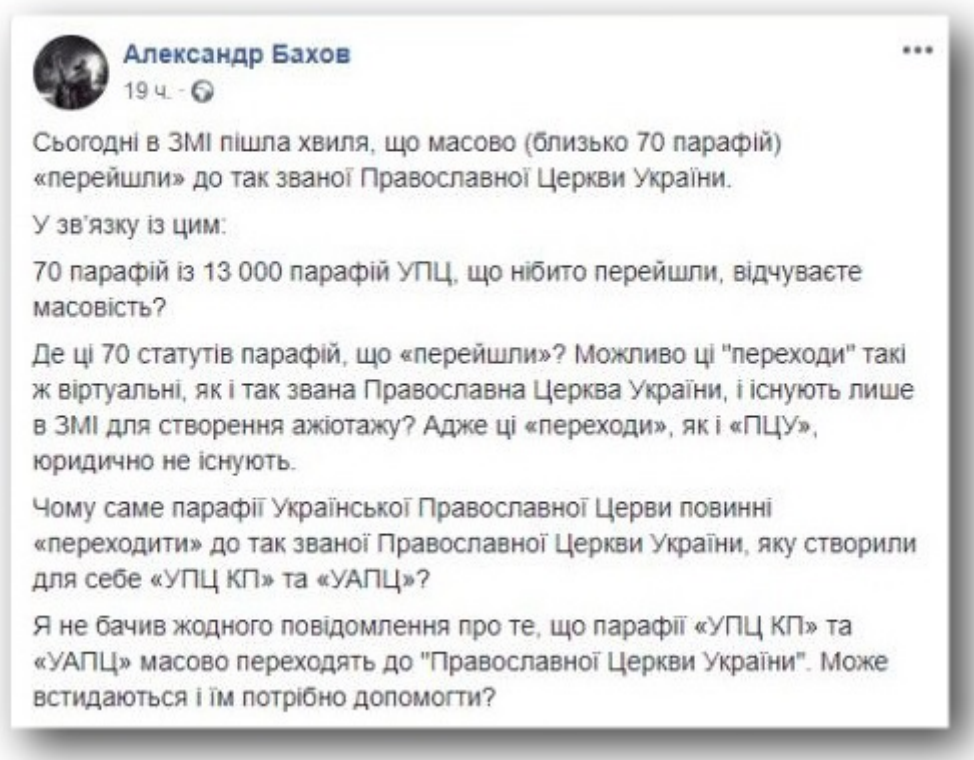 Александр Бахов
19 ч. ·
Сьогодні в ЗМІ пішла хвиля, що масово (близько 70 парафій)
«перейшли» до так званої Православної Церкви України.
У зв'язку із цим:
70 парафій із 13 000 парафій УПЦ, що нібито перейшли, відчуваєте
масовість?
Де ці 70 статутів парафій, що «перейшли»? Можливо ці "переходи" такі
ж віртуальні, як і так звана Православна Церква України, і існують лише
в ЗМІ для створення ажіотажу? Адже ці «переходи», як і «ПЦУ»,
юридично не існують.
Чому саме парафії Української Православної Церви повинні
«переходити» до так званої Православної Церкви України, яку створили
для себе «УПЦ КП» та «УАПЦ»?
Я не бачив жодного повідомлення про те, що парафії «УПЦ КП» та
«УАПЦ» масово переходять до "Православної Церкви України". Може
встидаються і їм потрібно допомогти?